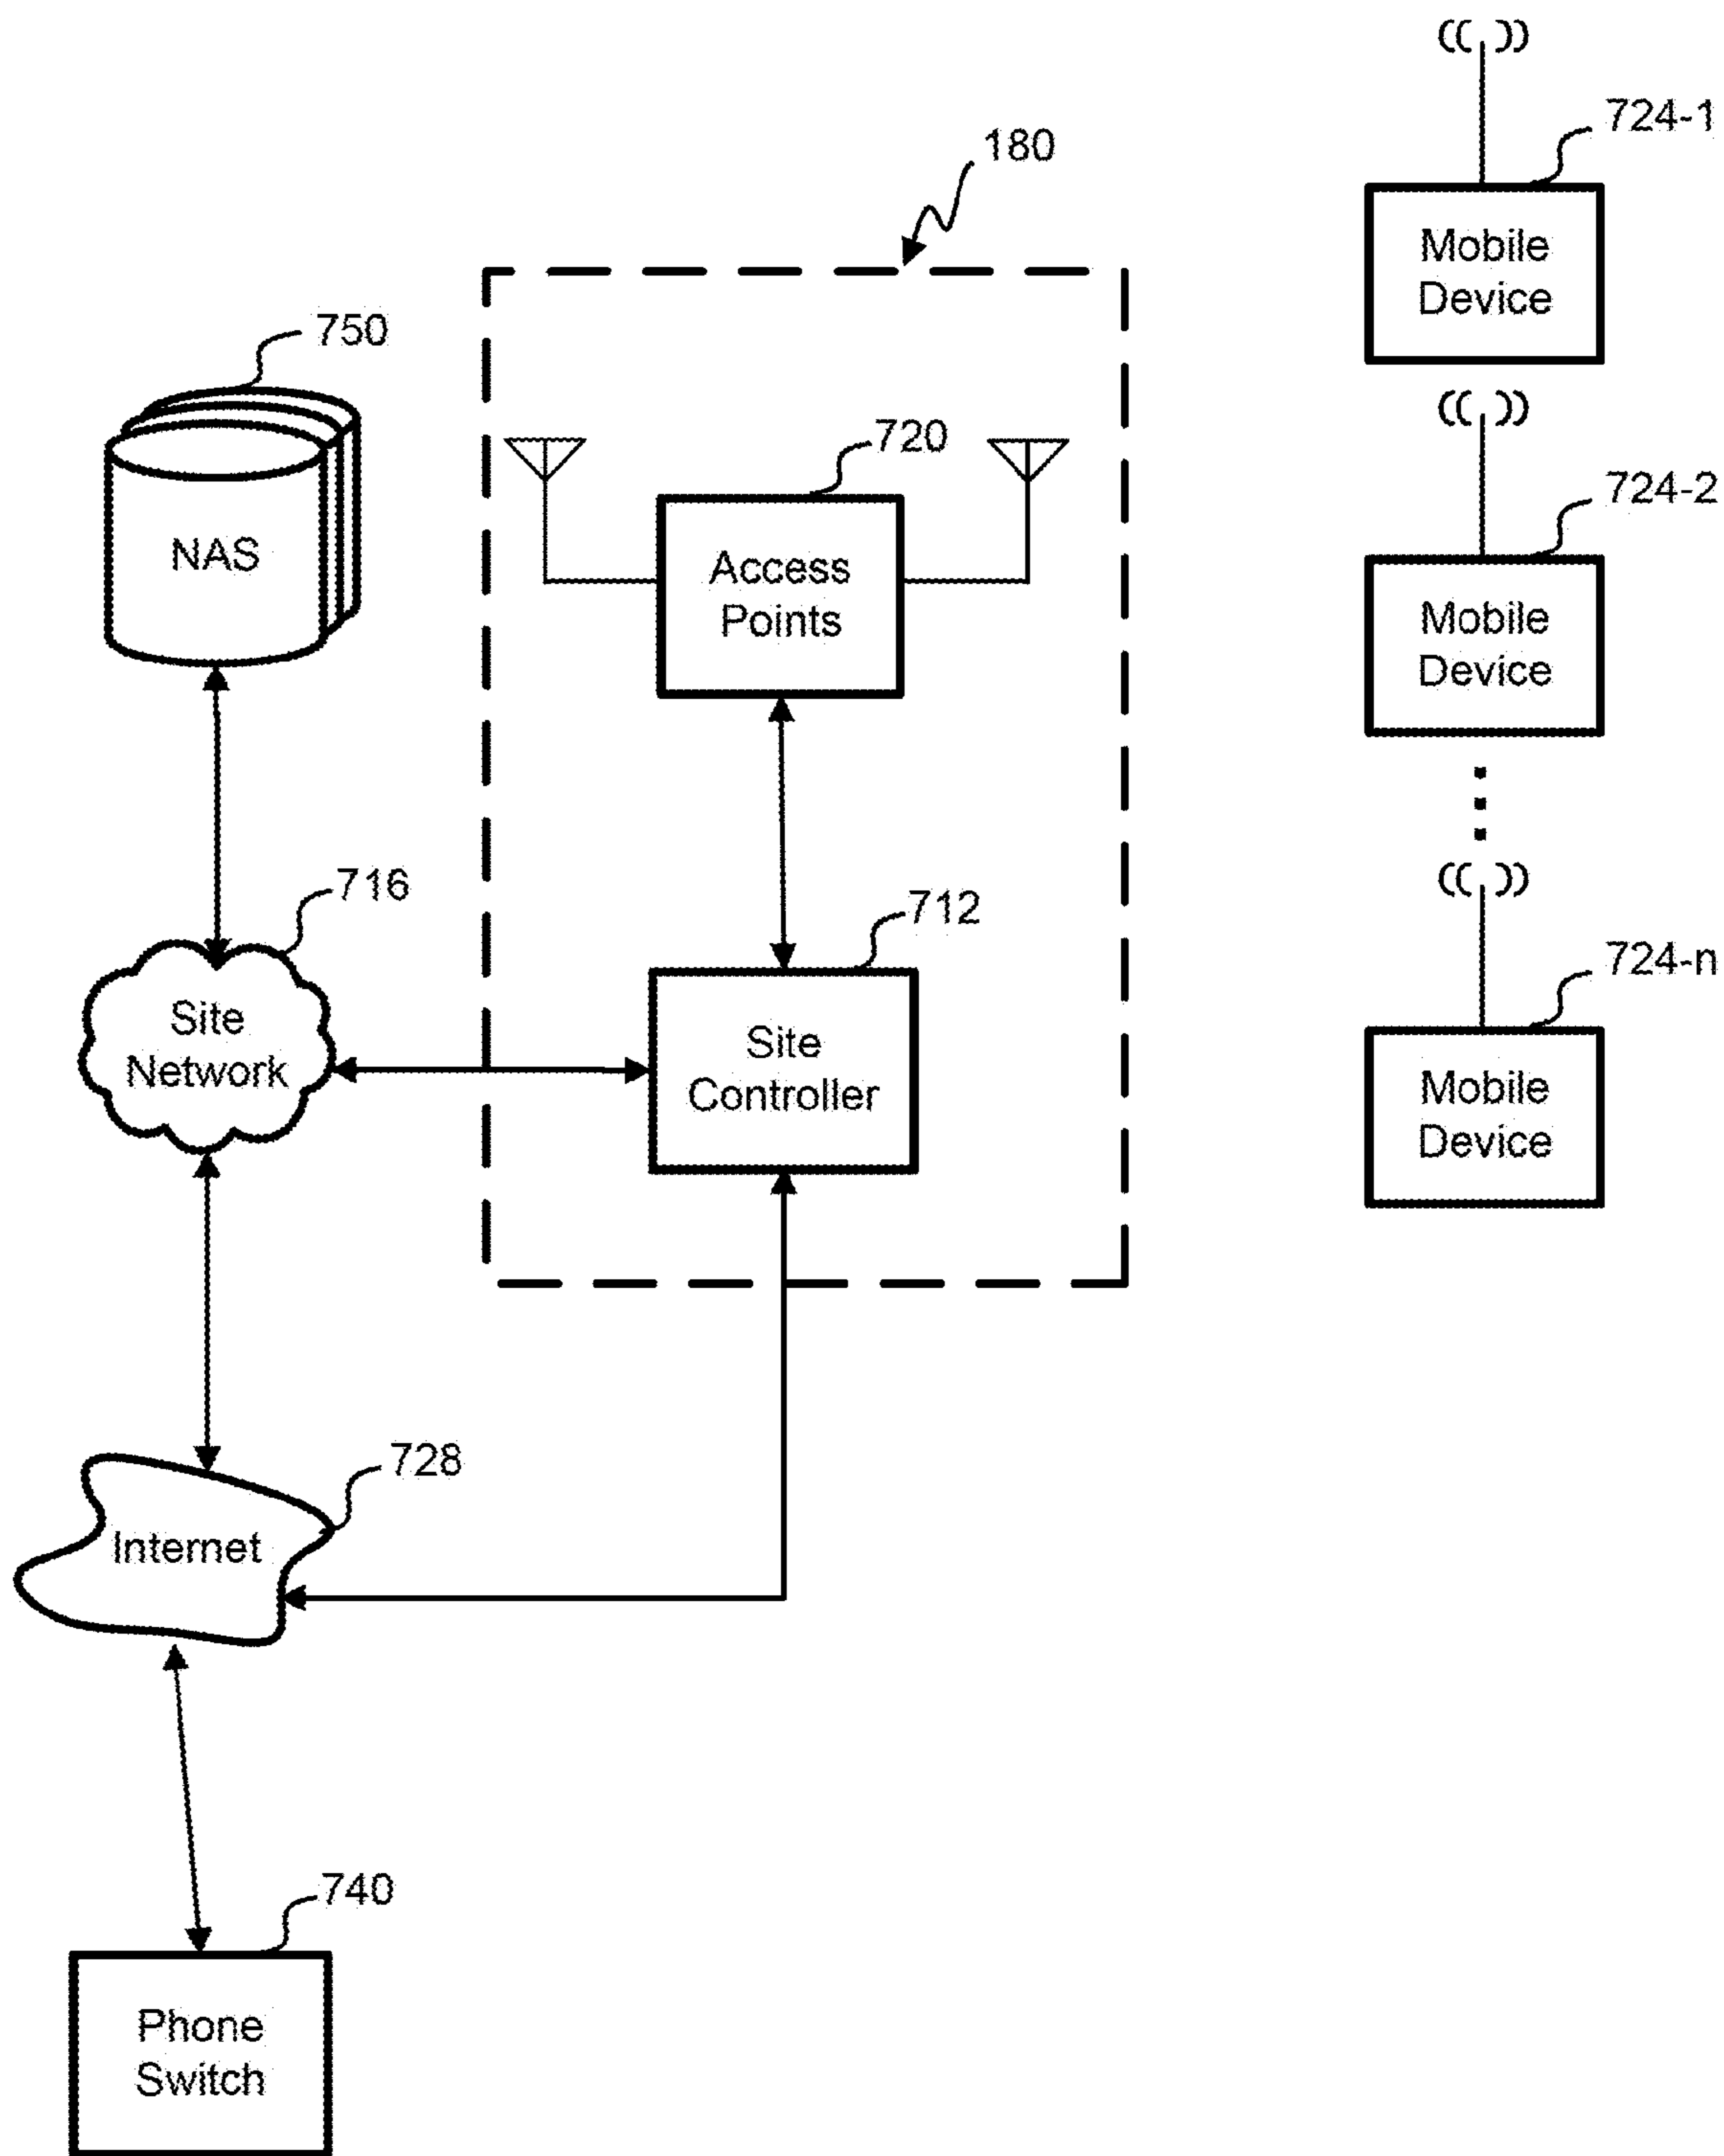 724-1
180
Mobile
Device
750
720
724-2
NAS
Access
Points
Mobile
Device
716
712
724-n
Site
Network
Site
Controller
Mobile
Device
728
Internet
740
Phone
Switch